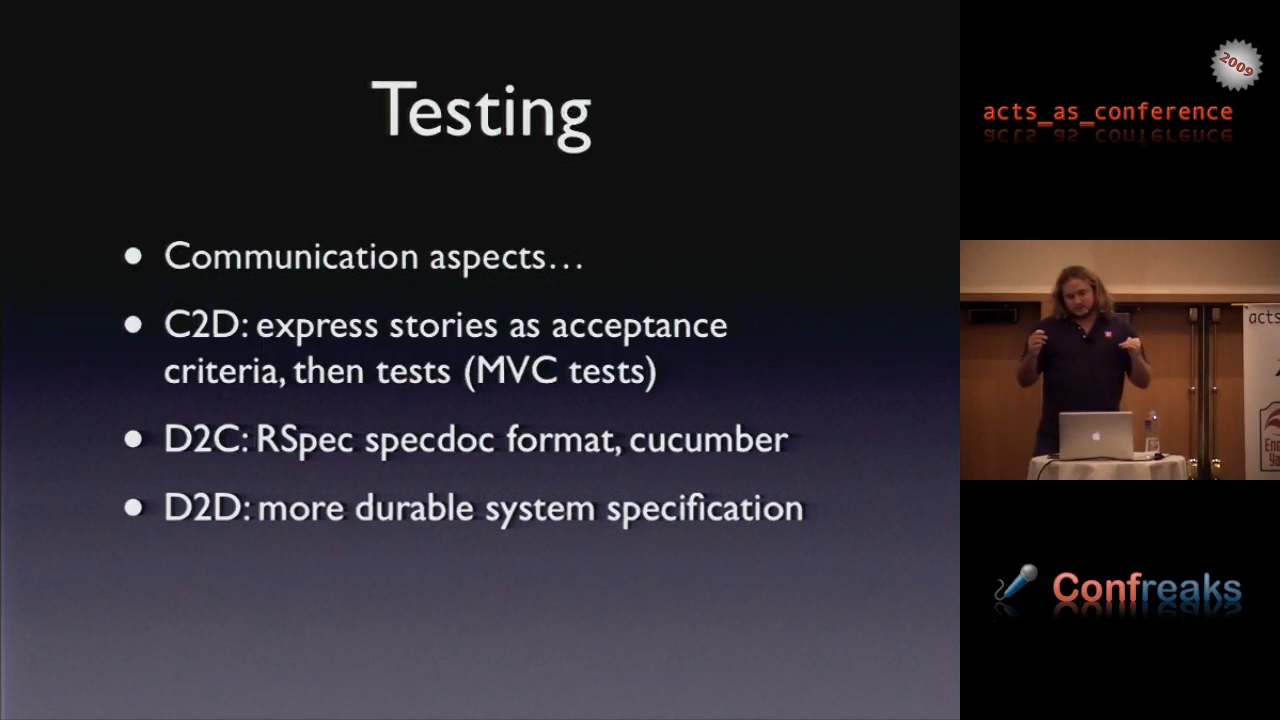 Testing
• Communication aspects…
• C2D: express stories as acceptance
criteria, then tests (MVC tests)
• D2C: RSpec specdoc format, cucumber
• D2D: more durable system specification
2009
acts_as_conference
acts
Confreaks